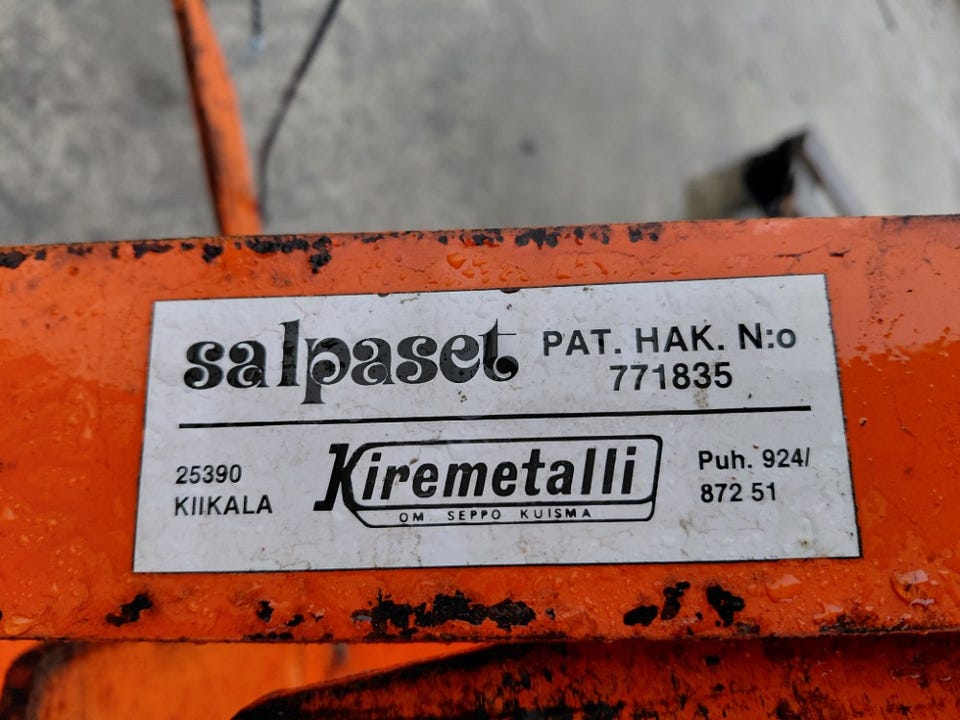 salpaset PAT. HAK. N:o
771835
25390
KIIKALA
Kiremetalli
OM SEPPO KUISMA
Puh. 924/
872 51